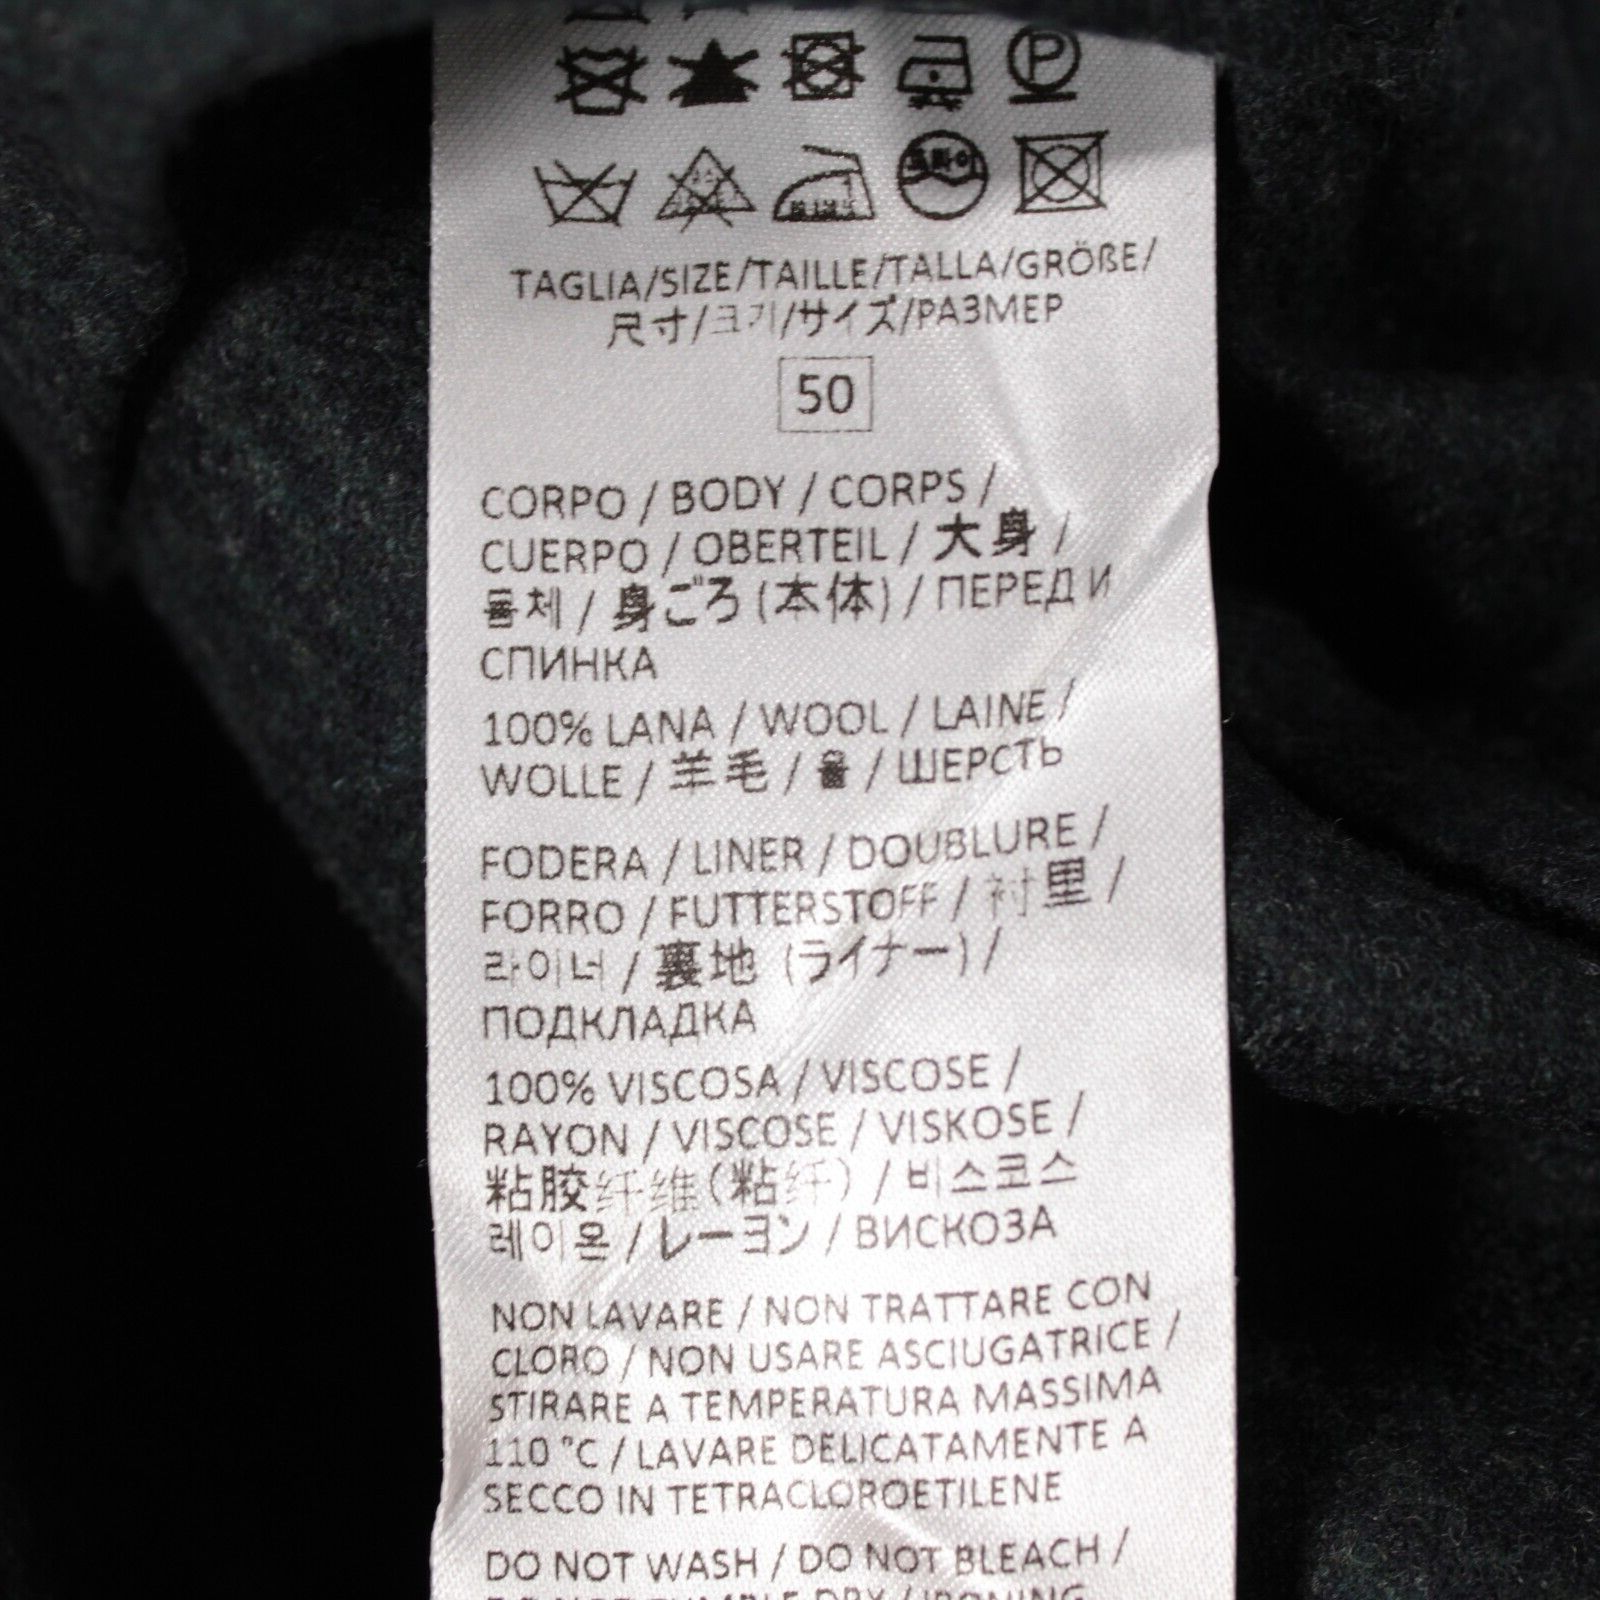 P
TAGLIA/SIZE/TAILLE/TALLA/GRÖßE/
尺寸/크기/サイズ/РАЗМЕР
50
CORPO / BODY / CORPS /
CUERPO / OBERTEIL / 大身 /
몸체 / 身ごろ (本体) / ПЕРЕД И
СПИНКА
100% LANA / WOOL / LAINE /
WOLLE / 羊毛 / 울 / ШЕРСТЬ
FODERA / LINER / DOUBLURE /
FORRO / FUTTERSTOFF / 衬里 /
라이너 / 裏地 (ライナー) /
ПОДКЛАДКА
100% VISCOSA / VISCOSE /
RAYON / VISCOSE / VISKOSE /
粘胶纤维(粘纤) / 비스코스
레이온 / レーヨン / ВИСКОЗА
NON LAVARE / NON TRATTARE CON
CLORO / NON USARE ASCIUGATRICE /
STIRARE A TEMPERATURA MASSIMA
110 °C / LAVARE DELICATAMENTE A
SECCO IN TETRACLOROETILENE
DO NOT WASH / DO NOT BLEACH /
DO NOT TUMBLE DRY / IRONING